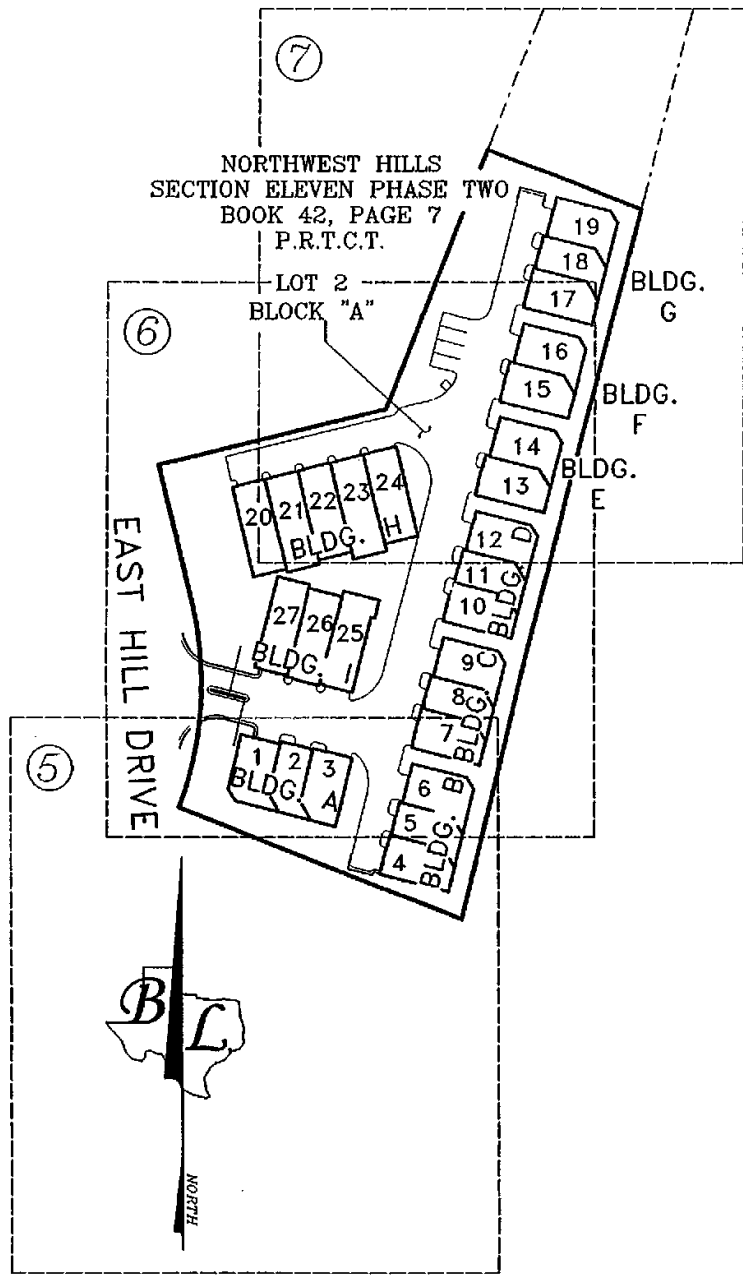 7
NORTHWEST HILLS
SECTION ELEVEN PHASE TWO
BOOK 42, PAGE 7
P.R.T.C.T.
LOT 2
BLOCK "A"
6
19
18
17
BLDG.
G
16
15
BLDG.
F
14
13
BLDG.
E
12
11
10
BLDG. D
9
8
7
BLDG. C
6
5
4
BLDG. B
20
21
22
23
24
BLDG. H
27
26
25
BLDG. I
1
2
3
BLDG. A
EAST HILL DRIVE
5
B L
NORTH